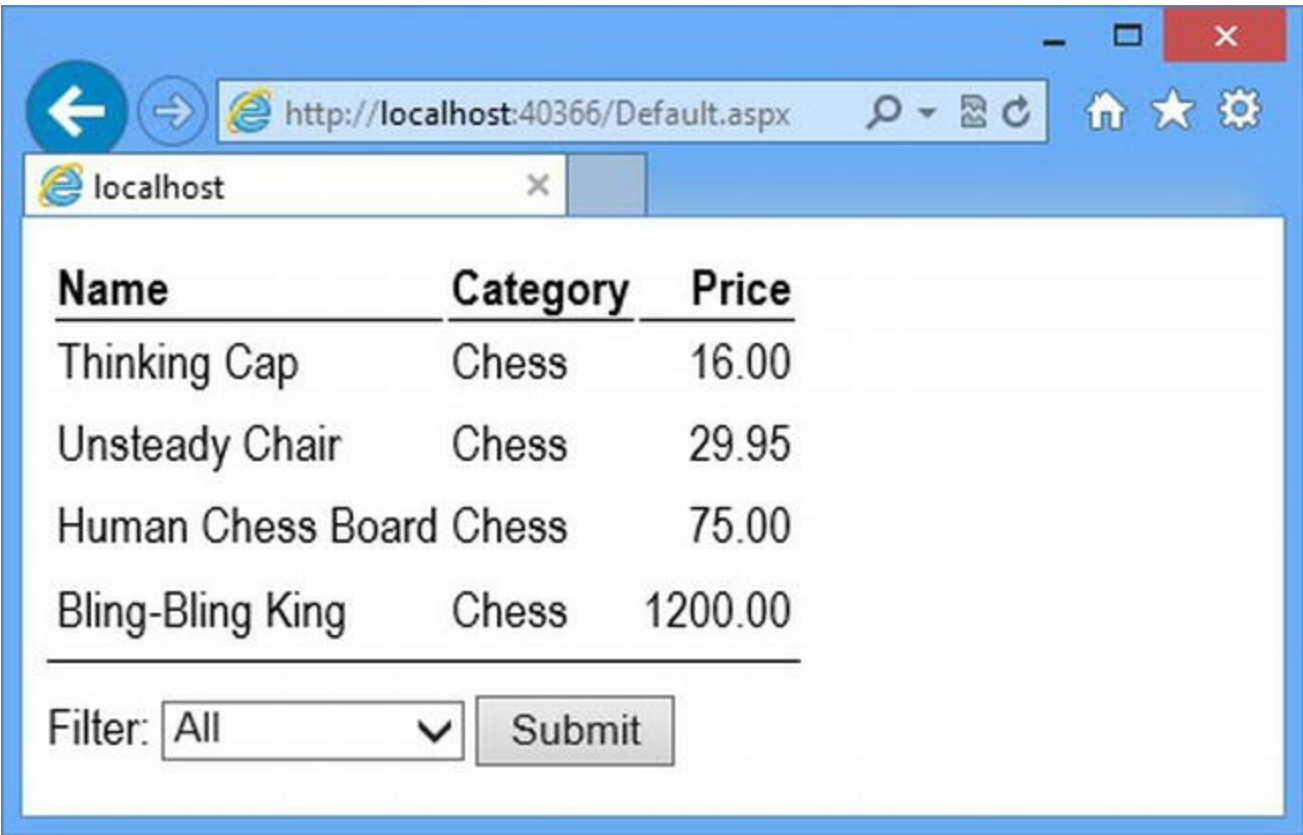 http://localhost:40366/Default.aspx
localhost
Name Category Price
Thinking Cap Chess 16.00
Unsteady Chair Chess 29.95
Human Chess Board Chess 75.00
Bling-Bling King Chess 1200.00
Filter: All Submit